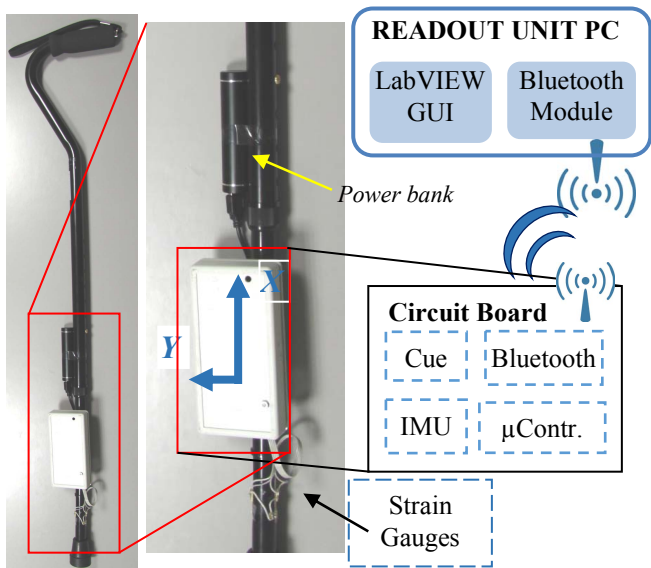 READOUT UNIT PC
LabVIEW
GUI
Bluetooth
Module
Power bank
X
Y
Circuit Board
Cue
Bluetooth
IMU
µContr.
Strain
Gauges